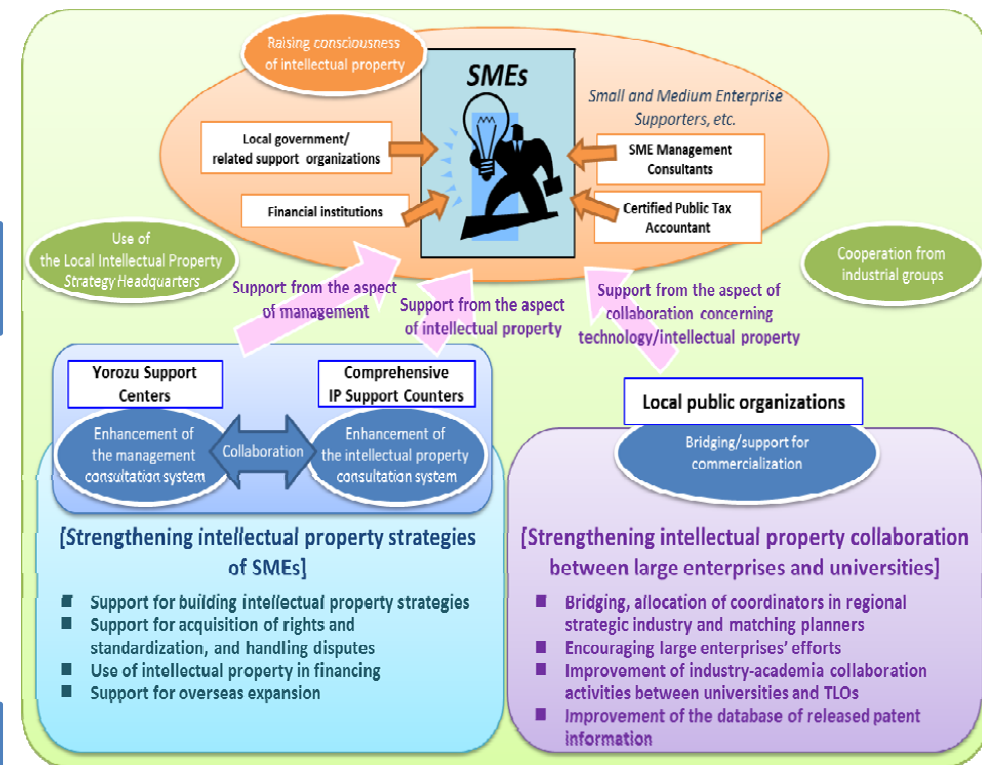 Raising consciousness
of intellectual property
SMEs
Small and Medium Enterprise
Supporters, etc.
Local government/
related support organizations
SME Management
Consultants
Financial institutions
Certified Public Tax
Accountant
Use of
the Local Intellectual Property
Strategy Headquarters
Cooperation from
industrial groups
Support from the aspect
of management
Support from the aspect
of intellectual property
Support from the aspect of
collaboration concerning
technology/intellectual property
Yorozu Support
Centers
Comprehensive
IP Support Counters
Local public organizations
Enhancement of
the management
consultation system
Collaboration
Enhancement of
the intellectual property
consultation system
Bridging/support for
commercialization
[Strengthening intellectual property strategies
of SMEs]
■ Support for building intellectual property strategies
■ Support for acquisition of rights and
standardization, and handling disputes
■ Use of intellectual property in financing
■ Support for overseas expansion
[Strengthening intellectual property collaboration
between large enterprises and universities]
■ Bridging, allocation of coordinators in regional
strategic industry and matching planners
■ Encouraging large enterprises' efforts
■ Improvement of industry-academia collaboration
activities between universities and TLOs
■ Improvement of the database of released patent
information